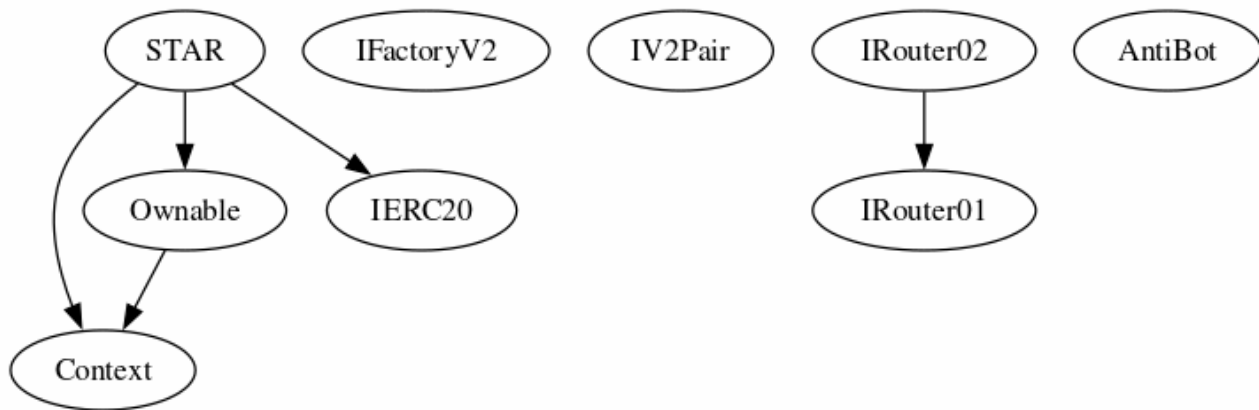 STAR
IFactoryV2
IV2Pair
IRouter02
AntiBot
Ownable
IERC20
IRouter01
Context